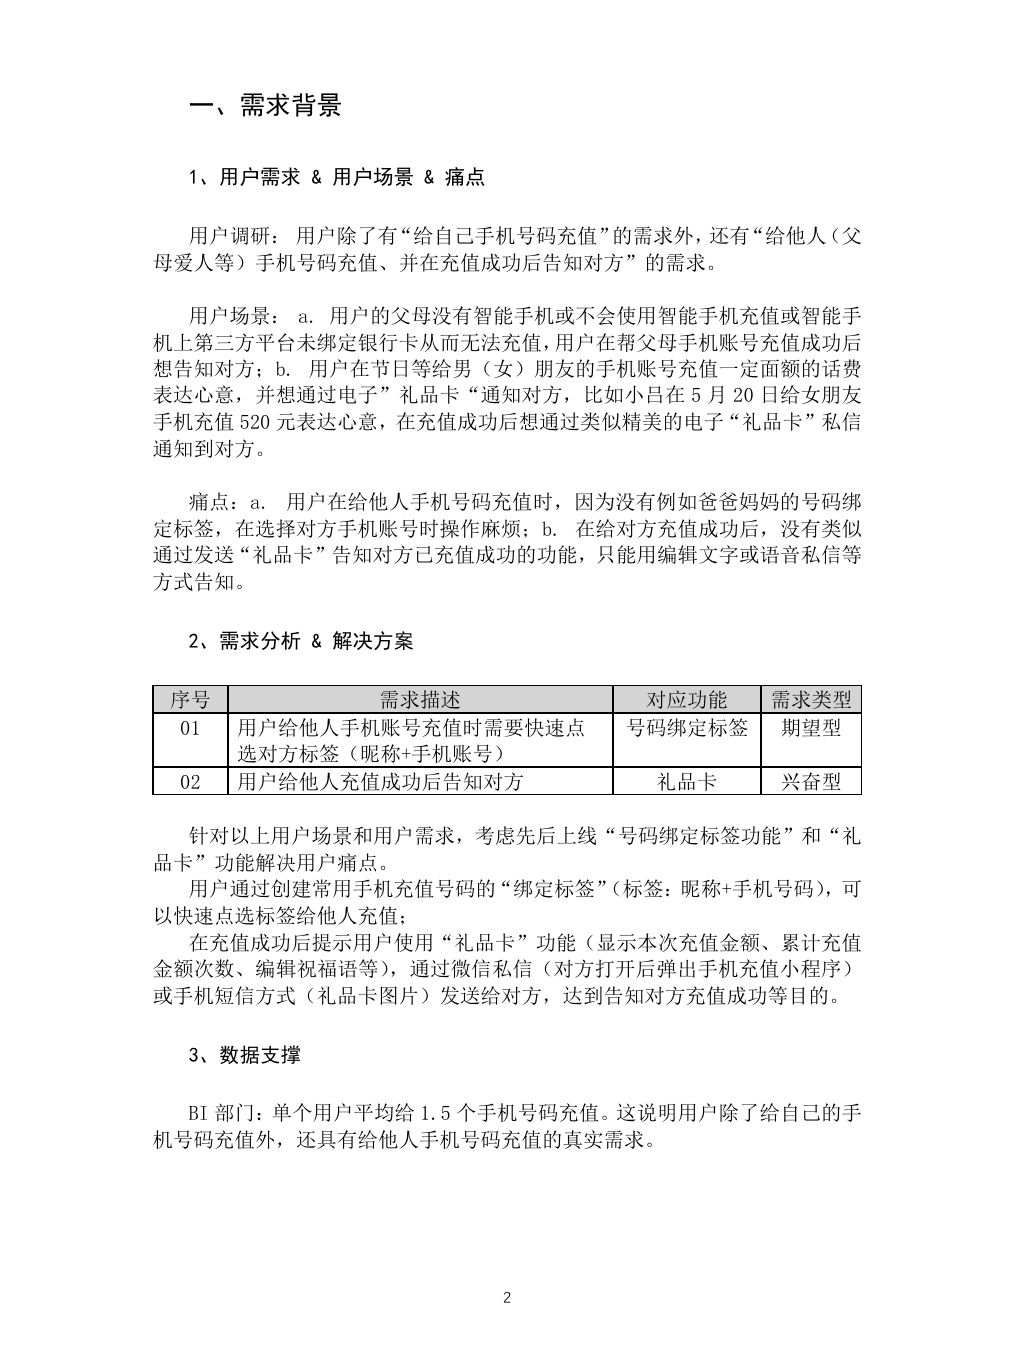 一、需求背景
1、用户需求 & 用户场景 & 痛点
用户调研： 用户除了有“给自己手机号码充值”的需求外，还有“给他人（父
母爱人等）手机号码充值、并在充值成功后告知对方”的需求。
用户场景： a. 用户的父母没有智能手机或不会使用智能手机充值或智能手
机上第三方平台未绑定银行卡从而无法充值，用户在帮父母手机账号充值成功后
想告知对方；b. 用户在节日等给男（女）朋友的手机账号充值一定面额的话费
表达心意，并想通过电子”礼品卡“通知对方，比如小吕在 5 月 20 日给女朋友
手机充值 520 元表达心意，在充值成功后想通过类似精美的电子“礼品卡”私信
通知到对方。
痛点：a. 用户在给他人手机号码充值时，因为没有例如爸爸妈妈的号码绑
定标签，在选择对方手机账号时操作麻烦；b. 在给对方充值成功后，没有类似
通过发送“礼品卡”告知对方已充值成功的功能，只能用编辑文字或语音私信等
方式告知。
2、需求分析 & 解决方案
序号 需求描述 对应功能 需求类型
01 用户给他人手机账号充值时需要快速点 号码绑定标签 期望型
选对方标签（昵称+手机账号）
02 用户给他人充值成功后告知对方 礼品卡 兴奋型
针对以上用户场景和用户需求，考虑先后上线“号码绑定标签功能”和“礼
品卡”功能解决用户痛点。
用户通过创建常用手机充值号码的“绑定标签”（标签：昵称+手机号码），可
以快速点选标签给他人充值；
在充值成功后提示用户使用“礼品卡”功能（显示本次充值金额、累计充值
金额次数、编辑祝福语等），通过微信私信（对方打开后弹出手机充值小程序）
或手机短信方式（礼品卡图片）发送给对方，达到告知对方充值成功等目的。
3、数据支撑
BI 部门：单个用户平均给 1.5 个手机号码充值。这说明用户除了给自己的手
机号码充值外，还具有给他人手机号码充值的真实需求。
2